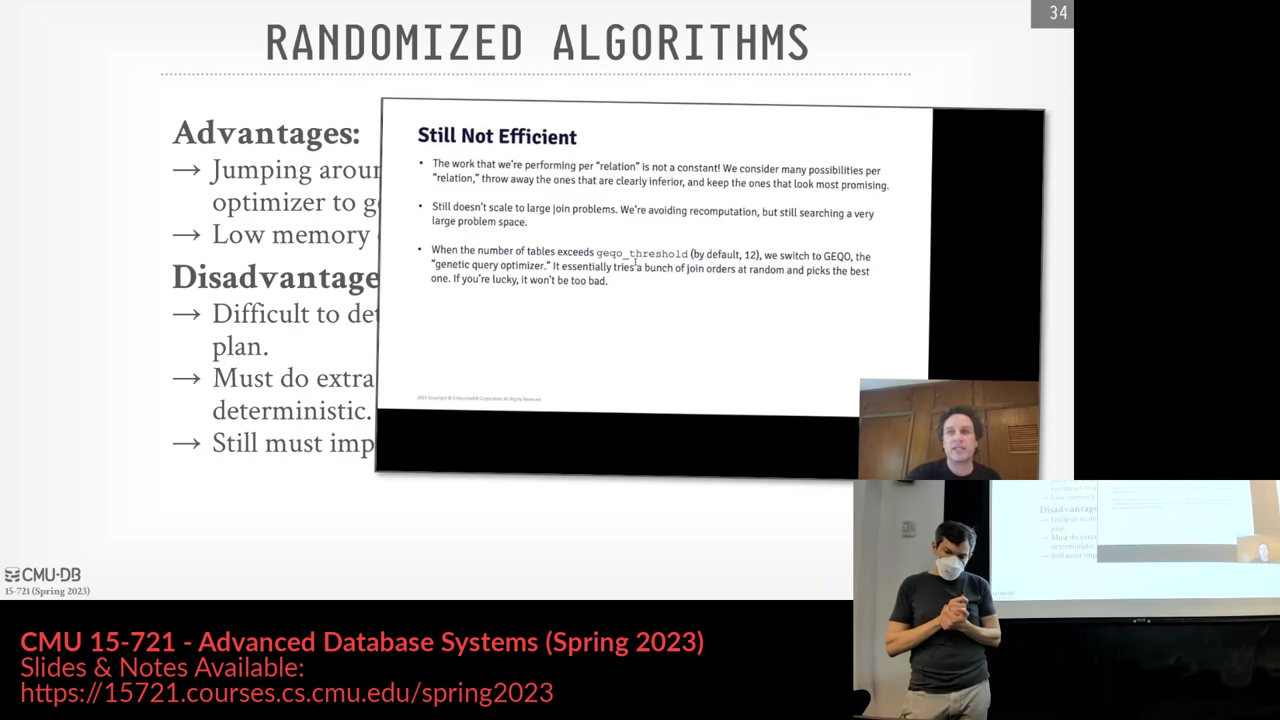 34
RANDOMIZED ALGORITHMS
Advantages:
→ Jumping
optimizer to
→ Low memory
Disadvantage
→ Difficult to
plan.
→ Must do extra
deterministic.
→ Still must
Still Not Efficient
• The work that we're performing per "relation" is not a constant! We consider many possibilities per
"relation," throw away the ones that are clearly inferior, and keep the ones that look most promising.
• Still doesn't scale to large join problems. We're avoiding recomputation, but still searching a very
large problem space.
• When the number of tables exceeds geqo_threshold (by default, 12), we switch to GEQO, the
"genetic query optimizer." It essentially tries a bunch of join orders at random and picks the best
one. If you're lucky, it won't be too bad.
CMU·DB
15-721 (Spring 2023)
CMU 15-721 - Advanced Database Systems (Spring 2023)
Slides & Notes Available:
https://15721.courses.cs.cmu.edu/spring2023